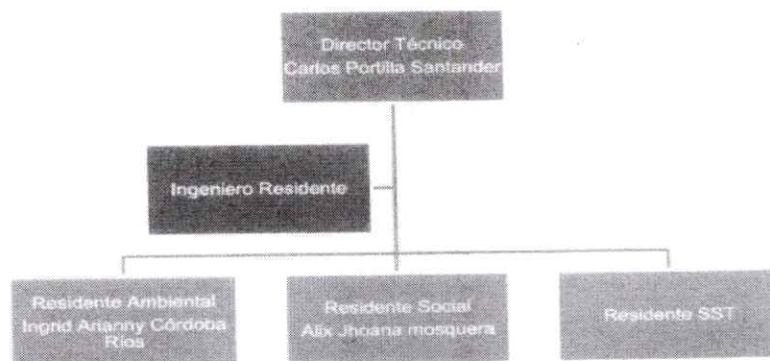 Director Técnico
Carlos Portilla Santander
Ingeniero Residente
Residente Ambiental
Ingrid Arianny Córdoba
Ríos
Residente Social
Alix Jhoana mosquera
Residente SST